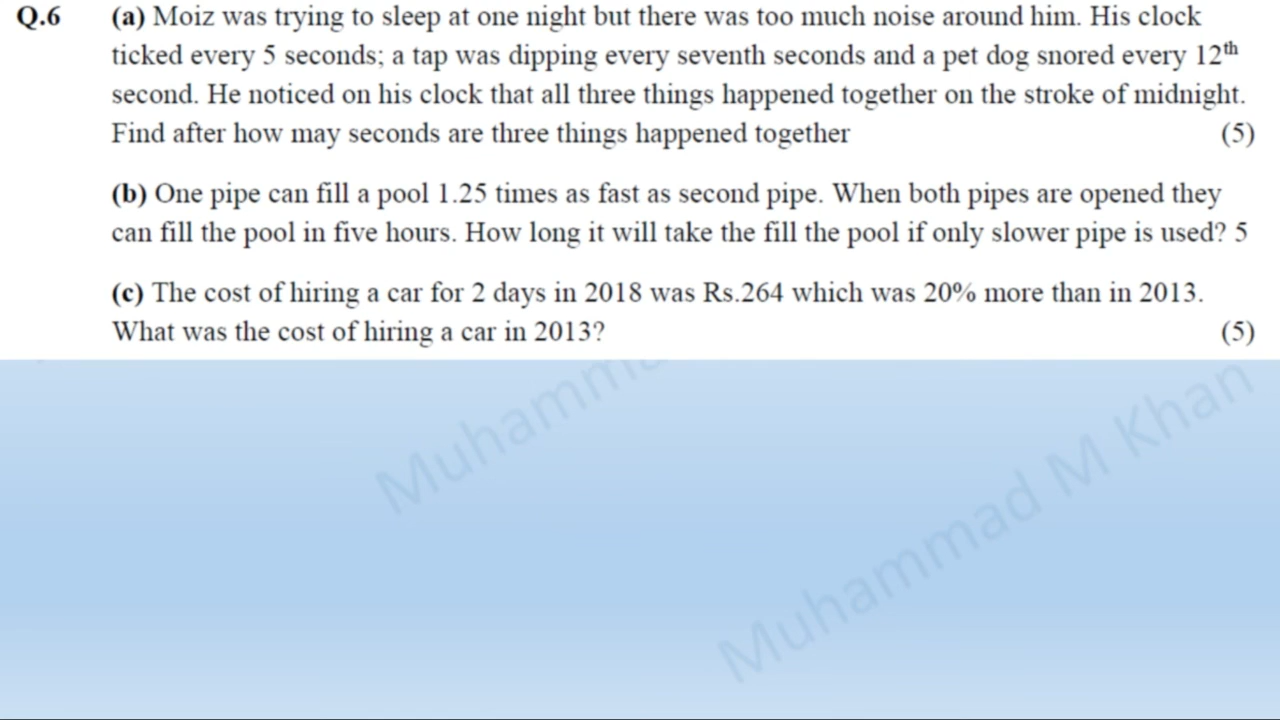 Q.6 (a) Moiz was trying to sleep at one night but there was too much noise around him. His clock
ticked every 5 seconds; a tap was dipping every seventh seconds and a pet dog snored every 12th
second. He noticed on his clock that all three things happened together on the stroke of midnight.
Find after how may seconds are three things happened together (5)
(b) One pipe can fill a pool 1.25 times as fast as second pipe. When both pipes are opened they
can fill the pool in five hours. How long it will take the fill the pool if only slower pipe is used? 5
(c) The cost of hiring a car for 2 days in 2018 was Rs.264 which was 20% more than in 2013.
What was the cost of hiring a car in 2013? (5)
Muhamma
Muhammad M Khan